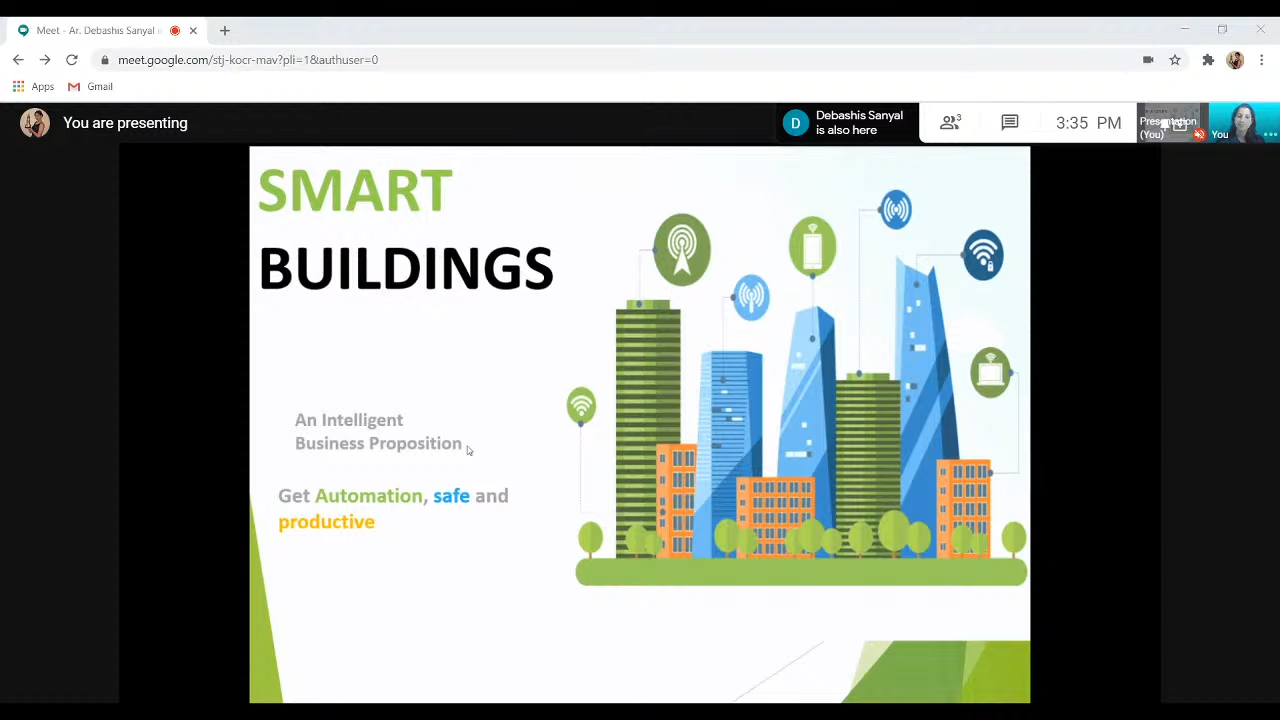 Meet - Ar. Debashis Sanyal i
meet.google.com/stj-kocr-mav?pli=1&authuser=0
Apps
Gmail
You are presenting
D
Debashis Sanyal
is also here
3
3:35 PM
Presentation
(You)
You
SMART
BUILDINGS
An Intelligent
Business Proposition
Get Automation, safe and
productive